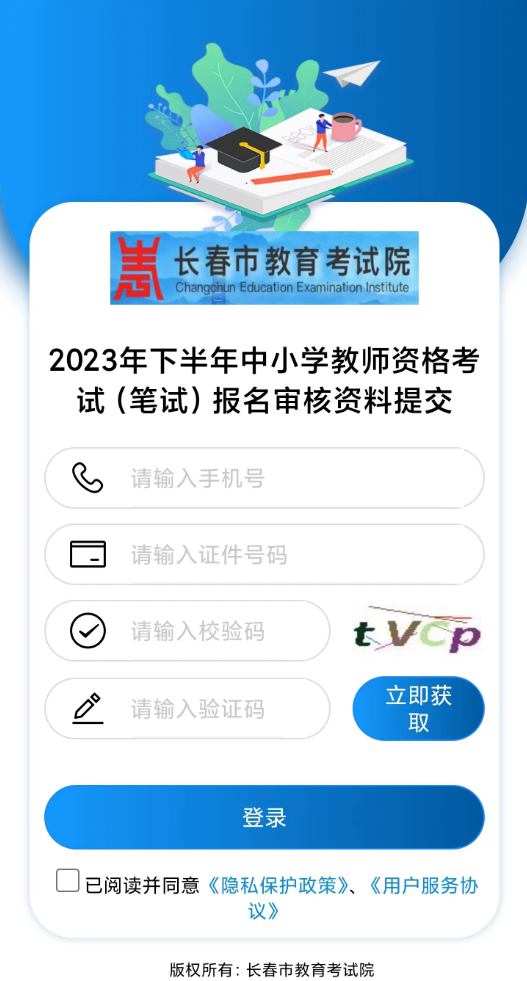 长春市教育考试院
Changchun Education Examination Institute
2023年下半年中小学教师资格考
试（笔试）报名审核资料提交
请输入手机号
请输入证件号码
请输入校验码
tVCp
请输入验证码
立即获
取
登录
已阅读并同意《隐私保护政策》、《用户服务协
议》
版权所有：长春市教育考试院